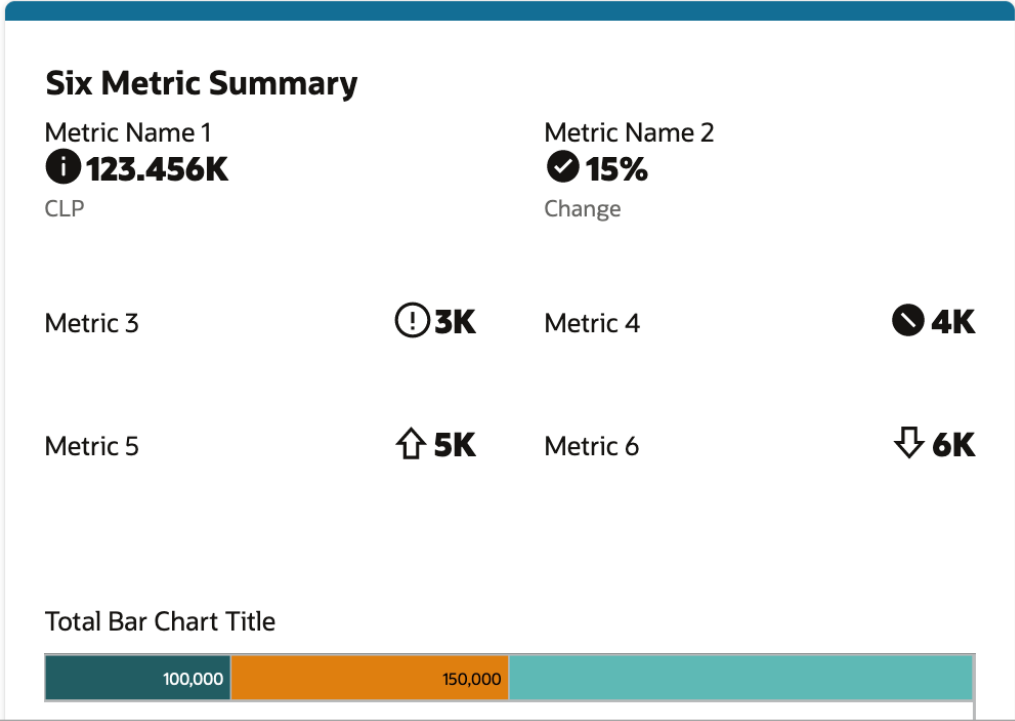 Six Metric Summary
Metric Name 1
123.456K
CLP
Metric Name 2
15%
Change
Metric 3
3K
Metric 4
4K
Metric 5
5K
Metric 6
6K
Total Bar Chart Title
100,000
150,000